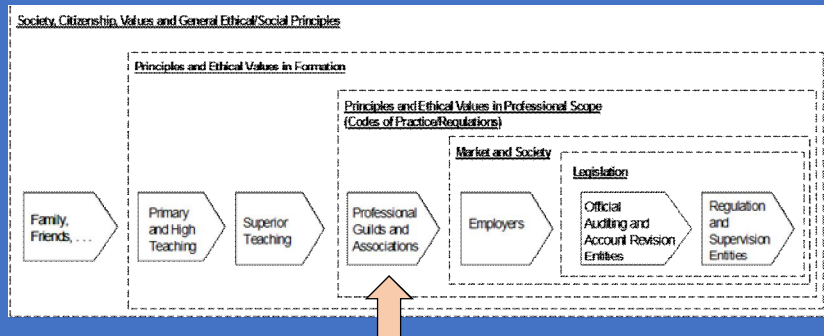 Society, Citizenship, Values and General Ethical/Social Principles
Principles and Ethical Values in Formation
Principles and Ethical Values in Professional Scope
(Codes of Practice/Regulations)
Market and Society
Legislation
Family,
Friends, . . .
Primary
and High
Teaching
Superior
Teaching
Professional
Guilds and
Associations
Employers
Official
Auditing and
Account Revision
Entities
Regulation
and
Supervision
Entities